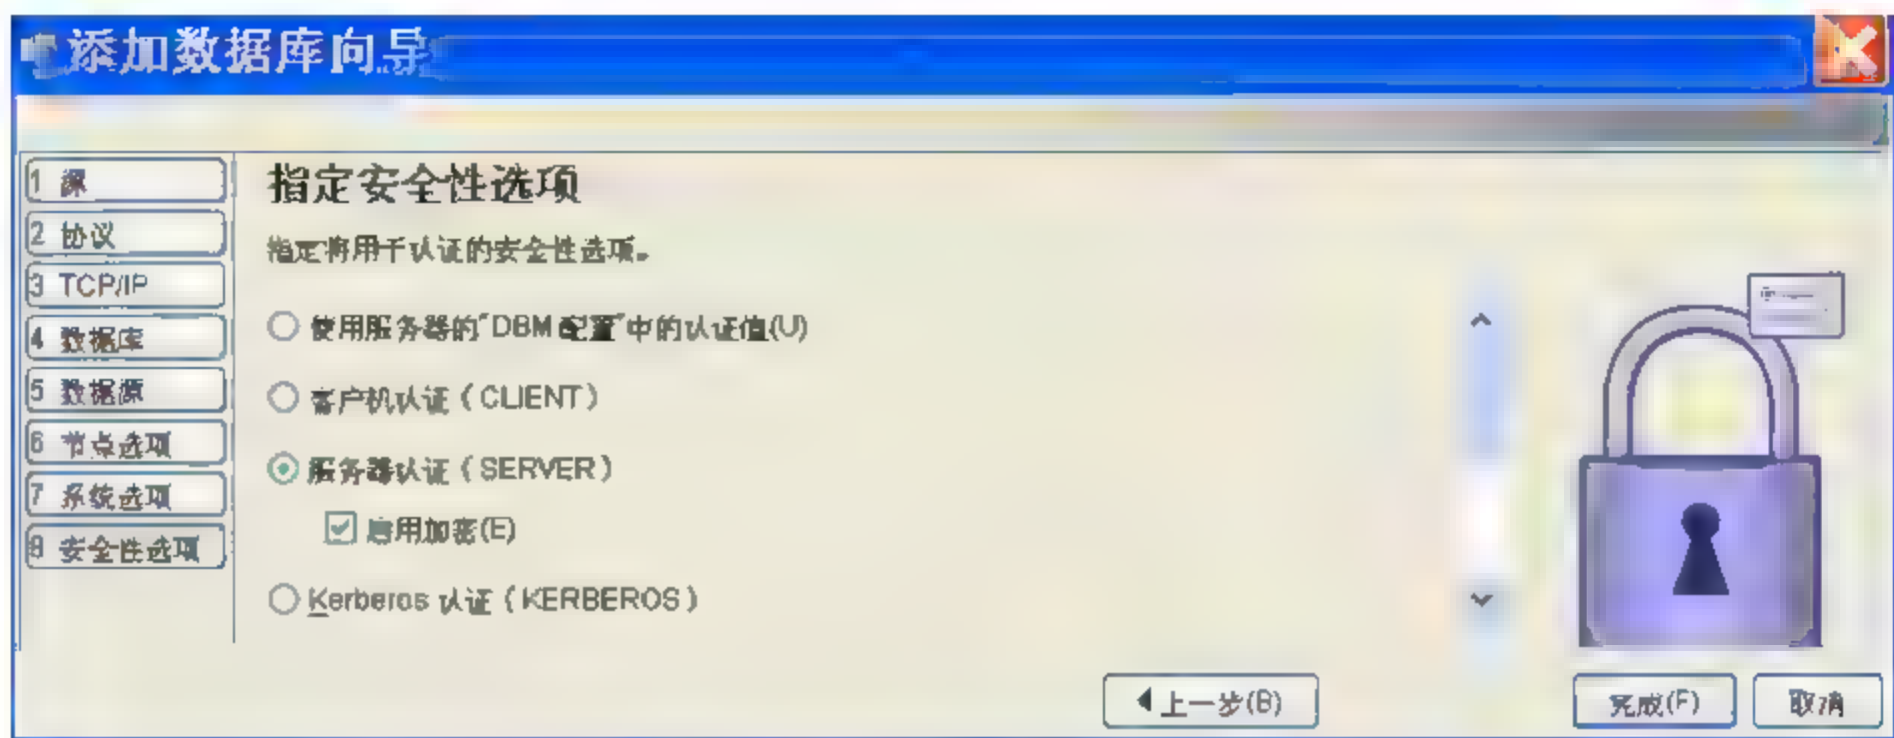 添加数据库向导
1 源
2 协议
3 TCP/IP
4 数据库
5 数据源
6 节点选项
7 系统选项
8 安全性选项
指定安全性选项
指定将用于认证的安全性选项。
使用服务器的"DBM 配置"中的认证值(U)
客户机认证（CLIENT）
服务器认证（SERVER）
启用加密(E)
Kerberos 认证（KERBEROS）
上一步(B)
完成(F)
取消